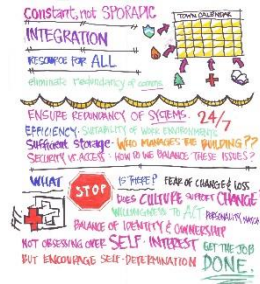 constant, not SPORADIC
TOWN CALENDAR
INTEGRATION
RESOURCE FOR ALL
eliminate redundancy of
ENSURE REDUNDANCY OF SYSTEMS. 24/7
EFFICIENCY. SUITABILITY OF WORK ENVIRONMENTS
Sufficient storage. WHO MANAGES THE BUILDING??
SECURITY vs ACCESS. HOW DO WE BALANCE THESE ISSUES?
WHAT STOP IS THERE? FEAR OF CHANGE & LOSS
DOES CULTURE SUPPORT CHANGE
WILLINGNESS TO ACT
BALANCE OF IDENTITY & OWNERSHIP
NOT OBSESSING OVER SELF-INTEREST GET THE JOB
BUT ENCOURAGE SELF-DETERMINATION DONE.